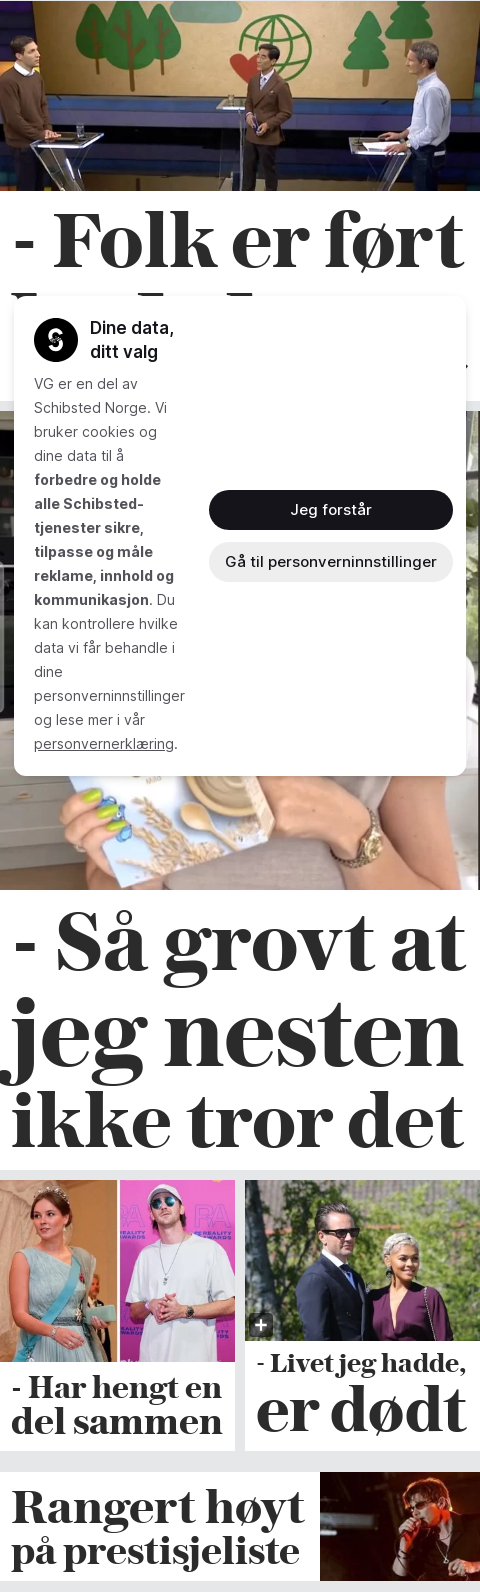 - Folk er ført
Dine data,
ditt valg
VG er en del av
Schibsted Norge. Vi
bruker cookies og
dine data til å
forbedre og holde
alle Schibsted-
tjenester sikre,
tilpasse og måle
reklame, innhold og
kommunikasjon. Du
kan kontrollere hvilke
data vi får behandle i
dine
personverninnstillinger
og lese mer i vår
personvernerklæring.
Jeg forstår
Gå til personverninnstillinger
- Så grovt at
jeg nesten
ikke tror det
- Har hengt en
del sammen
- Livet jeg hadde,
er dødt
Rangert høyt
på prestisjeliste